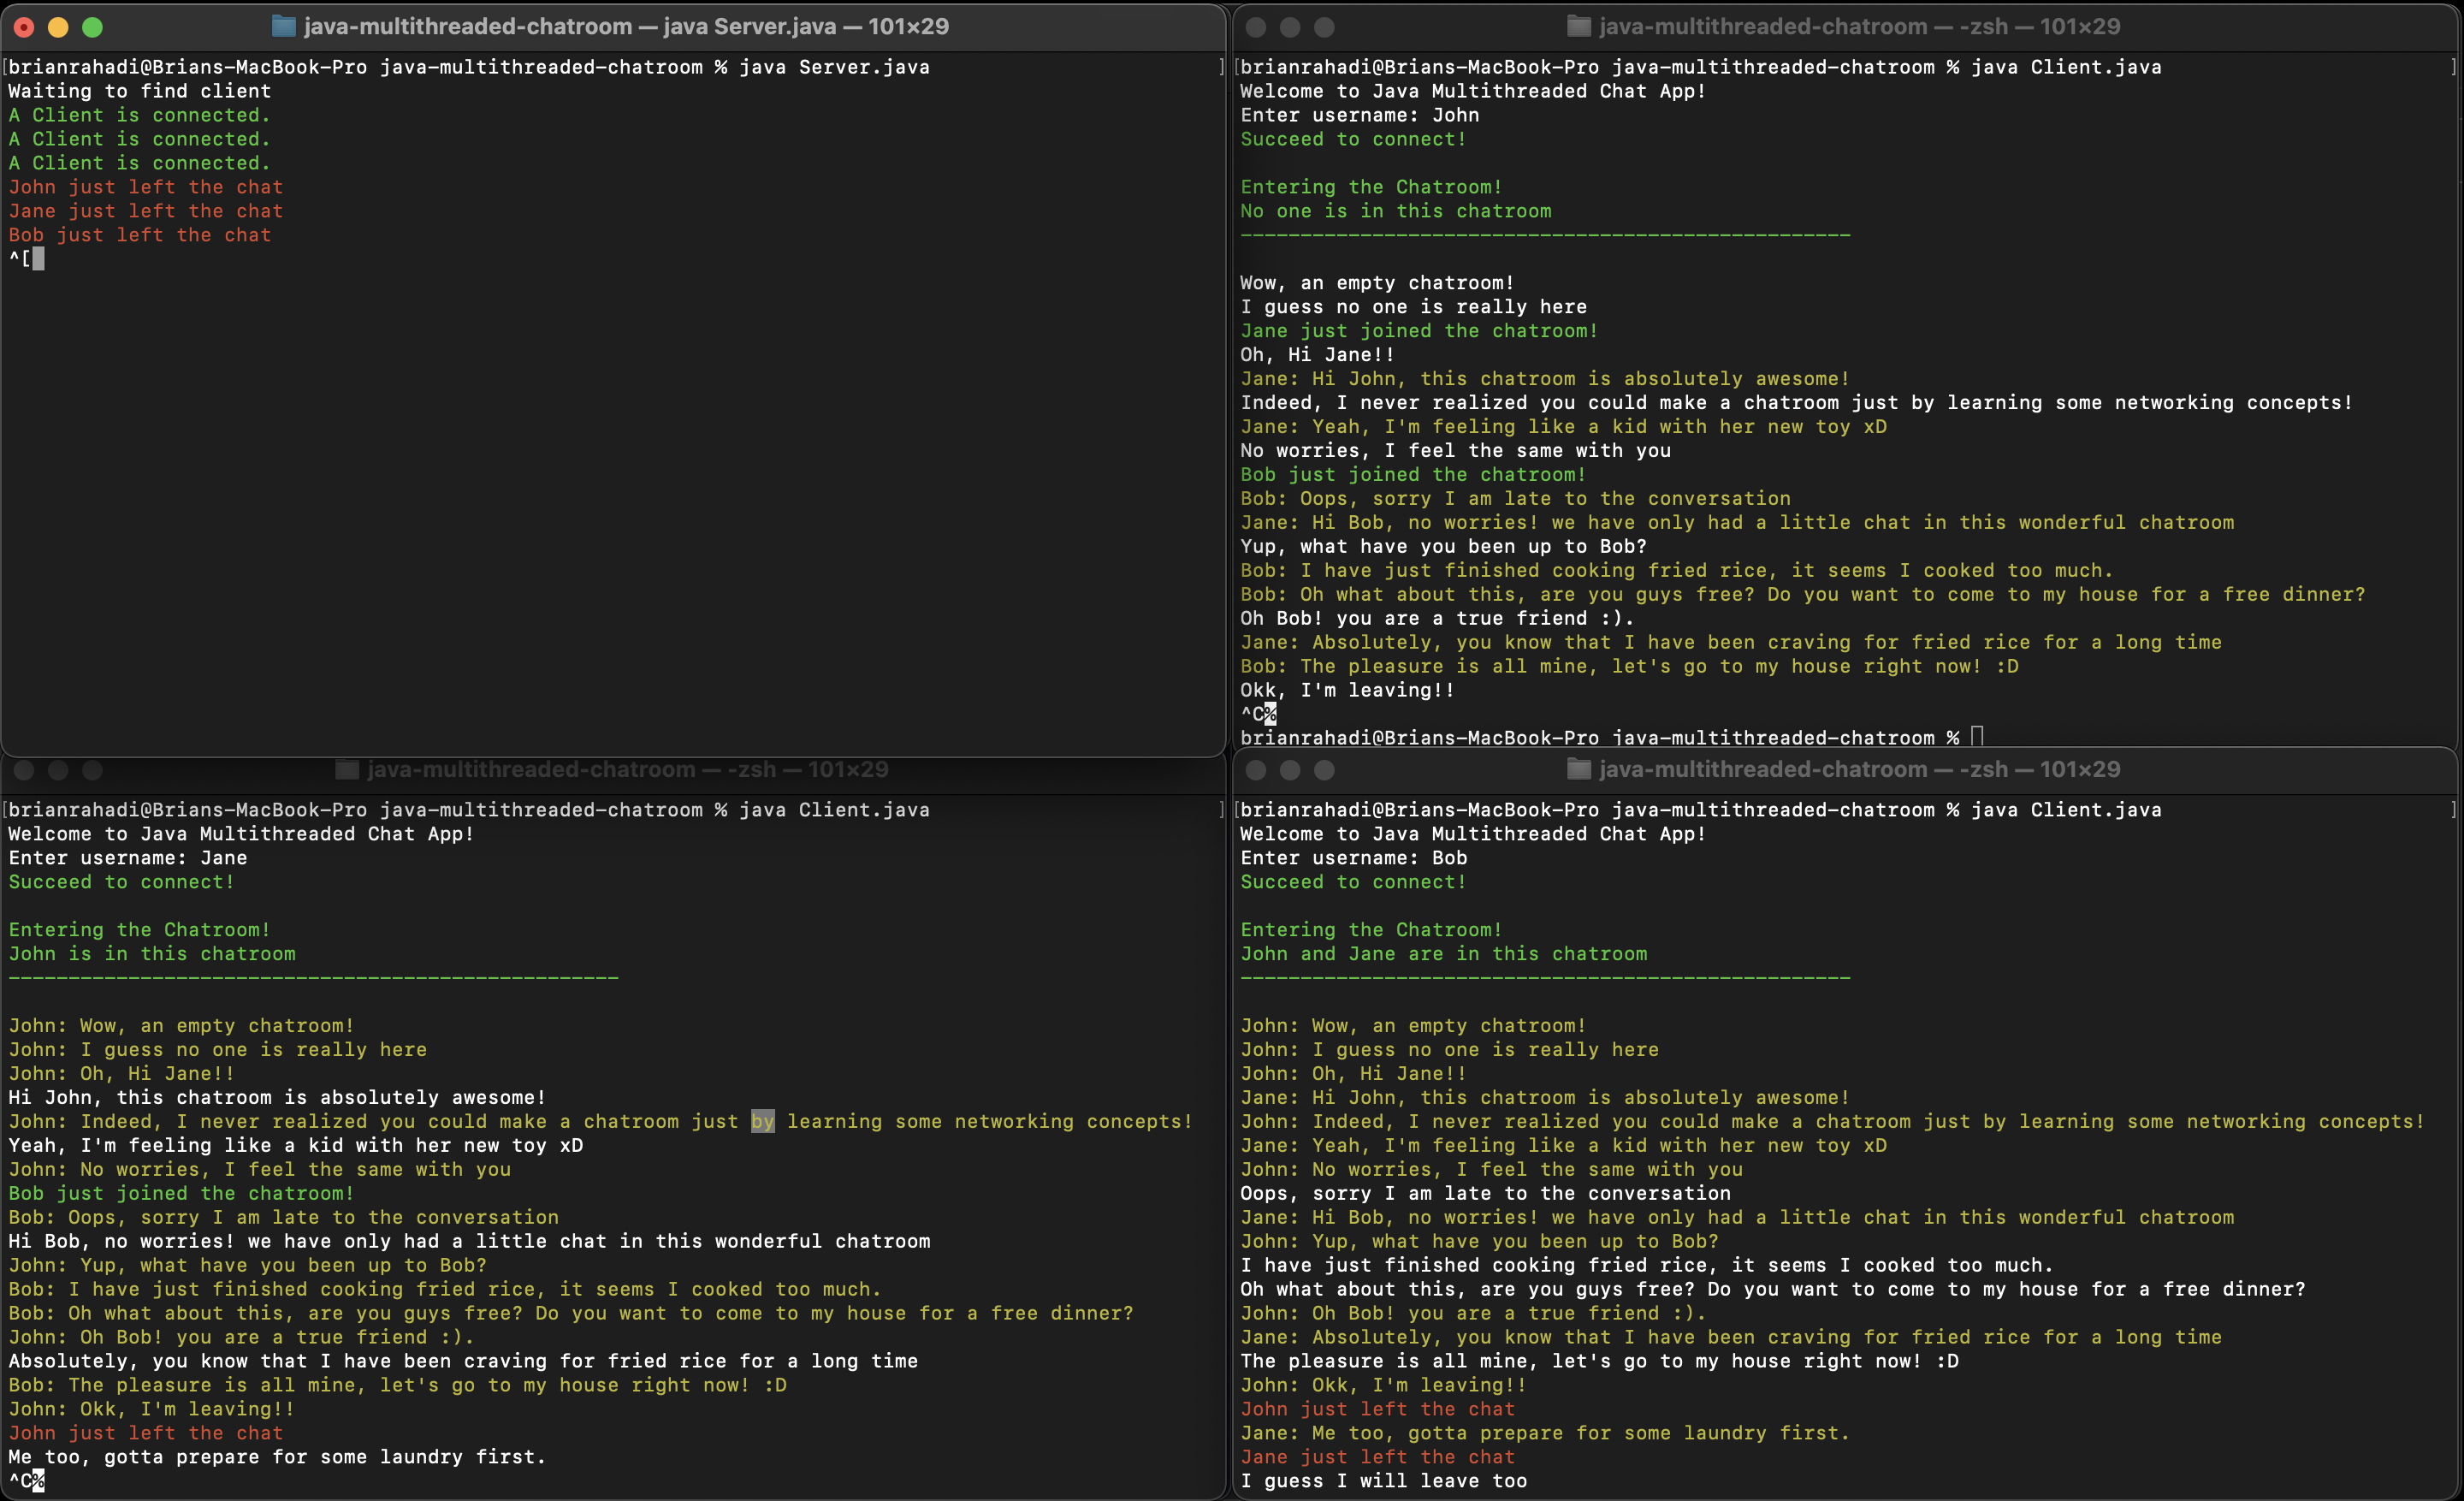 java-multithreaded-chatroom — java Server.java — 101×29
[brianrahadi@Brians-MacBook-Pro java-multithreaded-chatroom % java Server.java ]
Waiting to find client
A Client is connected.
A Client is connected.
A Client is connected.
John just left the chat
Jane just left the chat
Bob just left the chat
^[
java-multithreaded-chatroom — -zsh — 101×29
[brianrahadi@Brians-MacBook-Pro java-multithreaded-chatroom % java Client.java ]
Welcome to Java Multithreaded Chat App!
Enter username: John
Succeed to connect!
Entering the Chatroom!
No one is in this chatroom
---------------------------------------------------
Wow, an empty chatroom!
I guess no one is really here
Jane just joined the chatroom!
Oh, Hi Jane!!
Jane: Hi John, this chatroom is absolutely awesome!
Indeed, I never realized you could make a chatroom just by learning some networking concepts!
Jane: Yeah, I'm feeling like a kid with her new toy xD
No worries, I feel the same with you
Bob just joined the chatroom!
Bob: Oops, sorry I am late to the conversation
Jane: Hi Bob, no worries! we have only had a little chat in this wonderful chatroom
Yup, what have you been up to Bob?
Bob: I have just finished cooking fried rice, it seems I cooked too much.
Bob: Oh what about this, are you guys free? Do you want to come to my house for a free dinner?
Oh Bob! you are a true friend :).
Jane: Absolutely, you know that I have been craving for fried rice for a long time
Bob: The pleasure is all mine, let's go to my house right now! :D
Okk, I'm leaving!!
^C%
brianrahadi@Brians-MacBook-Pro java-multithreaded-chatroom %
java-multithreaded-chatroom — -zsh — 101×29
[brianrahadi@Brians-MacBook-Pro java-multithreaded-chatroom % java Client.java ]
Welcome to Java Multithreaded Chat App!
Enter username: Jane
Succeed to connect!
Entering the Chatroom!
John is in this chatroom
---------------------------------------------------
John: Wow, an empty chatroom!
John: I guess no one is really here
John: Oh, Hi Jane!!
Hi John, this chatroom is absolutely awesome!
John: Indeed, I never realized you could make a chatroom just by learning some networking concepts!
Yeah, I'm feeling like a kid with her new toy xD
John: No worries, I feel the same with you
Bob just joined the chatroom!
Bob: Oops, sorry I am late to the conversation
Hi Bob, no worries! we have only had a little chat in this wonderful chatroom
John: Yup, what have you been up to Bob?
Bob: I have just finished cooking fried rice, it seems I cooked too much.
Bob: Oh what about this, are you guys free? Do you want to come to my house for a free dinner?
John: Oh Bob! you are a true friend :).
Absolutely, you know that I have been craving for fried rice for a long time
Bob: The pleasure is all mine, let's go to my house right now! :D
John: Okk, I'm leaving!!
John just left the chat
Me too, gotta prepare for some laundry first.
^C%
java-multithreaded-chatroom — -zsh — 101×29
[brianrahadi@Brians-MacBook-Pro java-multithreaded-chatroom % java Client.java ]
Welcome to Java Multithreaded Chat App!
Enter username: Bob
Succeed to connect!
Entering the Chatroom!
John and Jane are in this chatroom
---------------------------------------------------
John: Wow, an empty chatroom!
John: I guess no one is really here
John: Oh, Hi Jane!!
Jane: Hi John, this chatroom is absolutely awesome!
John: Indeed, I never realized you could make a chatroom just by learning some networking concepts!
Jane: Yeah, I'm feeling like a kid with her new toy xD
John: No worries, I feel the same with you
Oops, sorry I am late to the conversation
Jane: Hi Bob, no worries! we have only had a little chat in this wonderful chatroom
John: Yup, what have you been up to Bob?
I have just finished cooking fried rice, it seems I cooked too much.
Oh what about this, are you guys free? Do you want to come to my house for a free dinner?
John: Oh Bob! you are a true friend :).
Jane: Absolutely, you know that I have been craving for fried rice for a long time
The pleasure is all mine, let's go to my house right now! :D
John: Okk, I'm leaving!!
John just left the chat
Jane: Me too, gotta prepare for some laundry first.
Jane just left the chat
I guess I will leave too